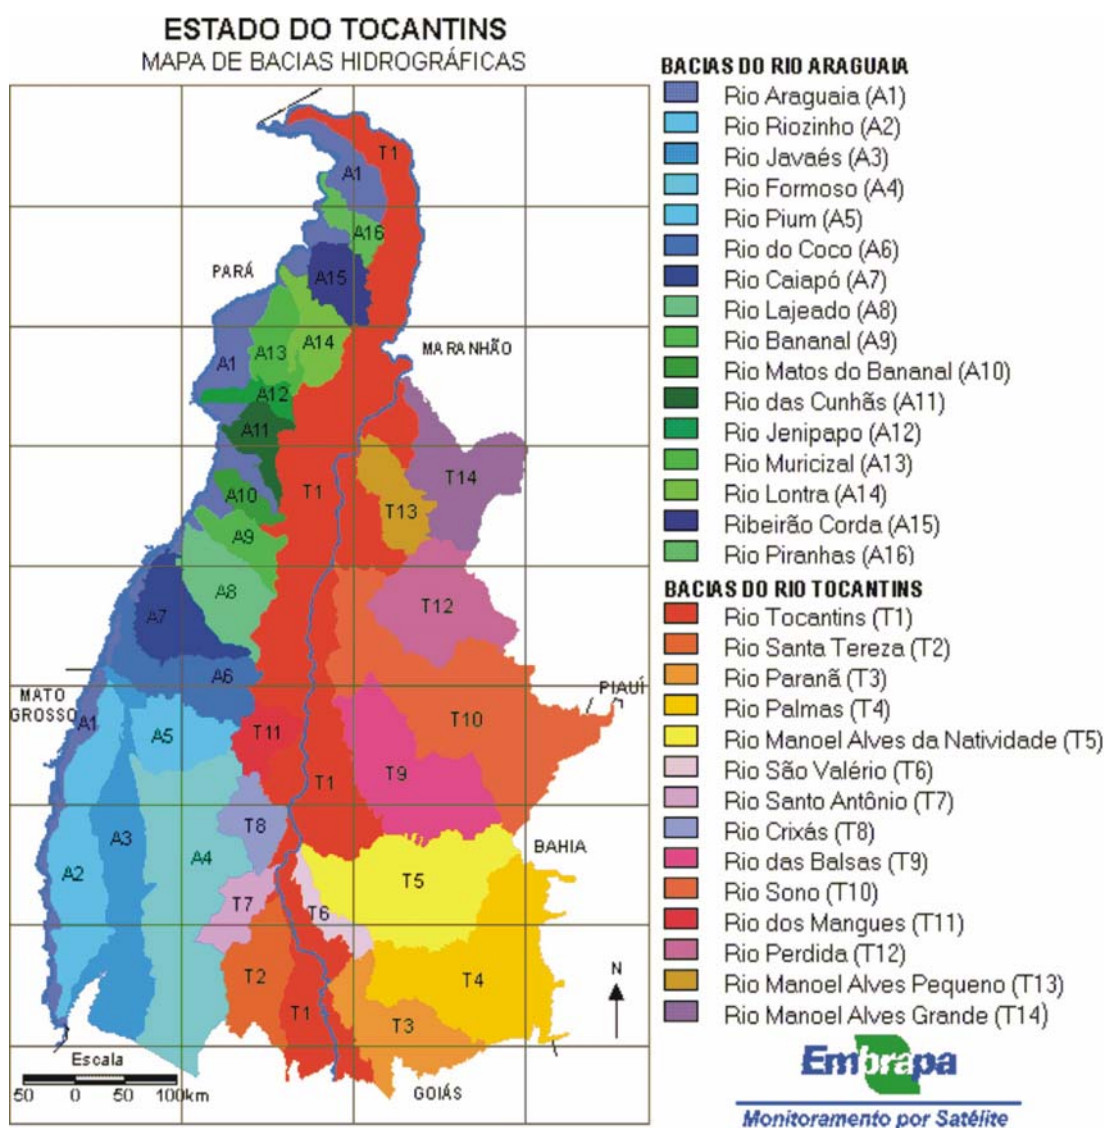 ESTADO DO TOCANTINS
MAPA DE BACIAS HIDROGRÁFICAS
T1
A1
A16
PARÁ
A15
MARANHÃO
A14
A13
A1
A12
A11
T14
T1
A10
T13
A9
A8
T12
A7
A6
MATO
GROSSO
PIAUÍ
A1
T10
A5
T11
T9
T1
T8
A3
A4
BAHIA
A2
T5
T7
T6
N
T2
T4
T1
T3
Escala
50 0 50 100km
GOIÁS
BACIAS DO RIO ARAGUAIA
Rio Araguaia (A1)
Rio Riozinho (A2)
Rio Javaés (A3)
Rio Formoso (A4)
Rio Pium (A5)
Rio do Coco (A6)
Rio Caiapó (A7)
Rio Lajeado (A8)
Rio Bananal (A9)
Rio Matos do Bananal (A10)
Rio das Cunhãs (A11)
Rio Jenipapo (A12)
Rio Muricizal (A13)
Rio Lontra (A14)
Ribeirão Corda (A15)
Rio Piranhas (A16)
BACIAS DO RIO TOCANTINS
Rio Tocantins (T1)
Rio Santa Tereza (T2)
Rio Paranã (T3)
Rio Palmas (T4)
Rio Manoel Alves da Natividade (T5)
Rio São Valério (T6)
Rio Santo Antônio (T7)
Rio Crixás (T8)
Rio das Balsas (T9)
Rio Sono (T10)
Rio dos Mangues (T11)
Rio Perdida (T12)
Rio Manoel Alves Pequeno (T13)
Rio Manoel Alves Grande (T14)
Embrapa
Monitoramento por Satélite